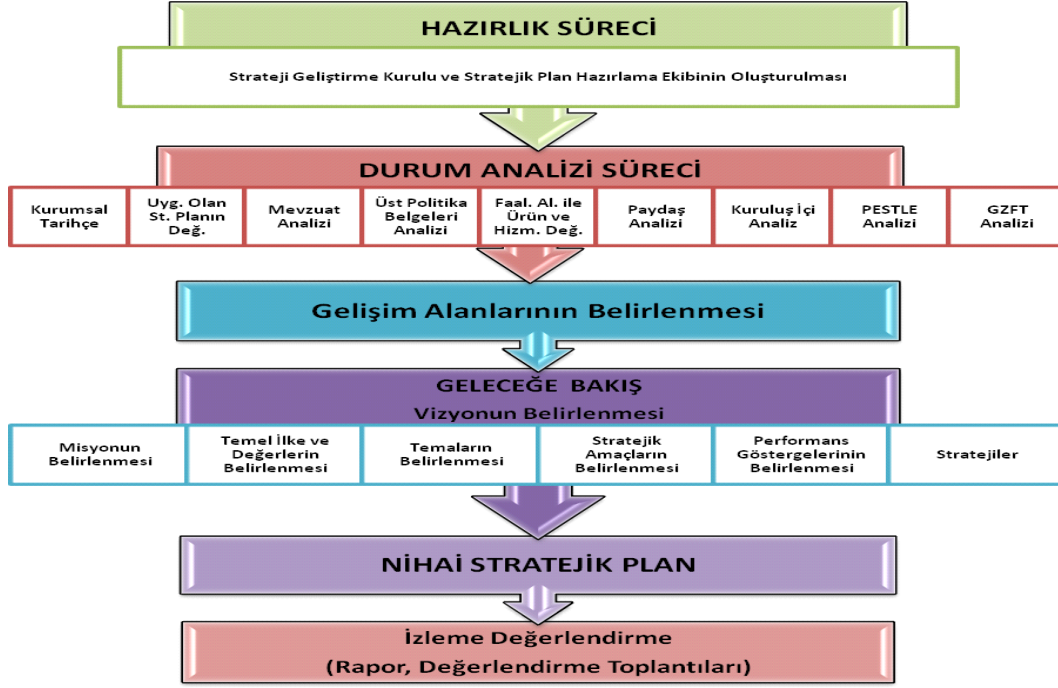 HAZIRLIK SÜRECİ
Strateji Geliştirme Kurulu ve Stratejik Plan Hazırlama Ekibinin Oluşturulması
DURUM ANALİZİ SÜRECİ
Kurumsal
Tarihçe
Uyg. Olan
St. Planın
Değ.
Mevzuat
Analizi
Üst Politika
Belgeleri
Analizi
Faal. Al. ile
Ürün ve
Hizm. Değ.
Paydaş
Analizi
Kuruluş İçi
Analiz
PESTLE
Analizi
GZFT
Analizi
Gelişim Alanlarının Belirlenmesi
GELECEĞE BAKIŞ
Vizyonun Belirlenmesi
Misyonun
Belirlenmesi
Temel İlke ve
Değerlerin
Belirlenmesi
Temaların
Belirlenmesi
Stratejik
Amaçların
Belirlenmesi
Performans
Göstergelerinin
Belirlenmesi
Stratejiler
NİHAİ STRATEJİK PLAN
İzleme Değerlendirme
(Rapor, Değerlendirme Toplantıları)